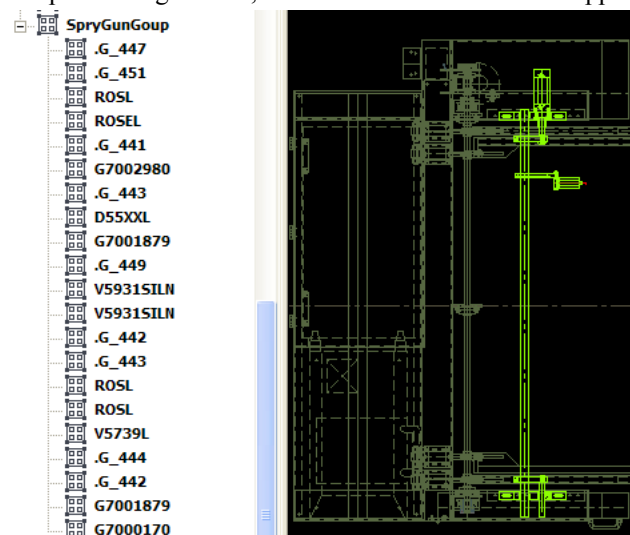 SpryGunGoup
.G_447
.G_451
ROSL
ROSEL
.G_441
G7002980
.G_443
D55XXL
G7001879
.G_449
V5931SILN
V5931SILN
.G_442
.G_443
ROSL
ROSL
V5739L
.G_444
.G_442
G7001879
G7000170